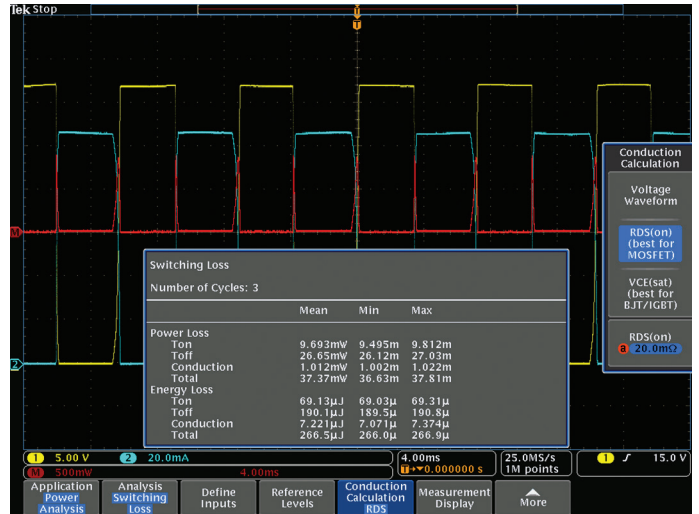 Tek Stop
T
T
M
2
Conduction
Calculation
Voltage
Waveform
RDS(on)
(best for
MOSFET)
VCE(sat)
(best for
BJT/IGBT)
RDS(on)
a 20.0mΩ
Switching Loss
Number of Cycles: 3
Mean Min Max
Power Loss
Ton 9.693mW 9.495m 9.812m
Toff 26.65mW 26.12m 27.03m
Conduction 1.012mW 1.002m 1.022m
Total 37.37mW 36.63m 37.81m
Energy Loss
Ton 69.13µJ 69.03µ 69.31µ
Toff 190.1µJ 189.5µ 190.8µ
Conduction 7.221µJ 7.071µ 7.374µ
Total 266.5µJ 266.0µ 266.9µ
1 5.00 V 2 20.0mA 4.00ms 25.0MS/s 1 ∫ 15.0 V
M 500mW 4.00ms T→▼0.000000 s 1M points
Application
Power
Analysis
Analysis
Switching
Loss
Define
Inputs
Reference
Levels
Conduction
Calculation
RDS
Measurement
Display
More